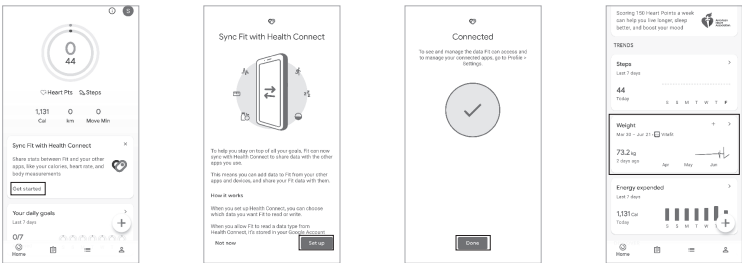 S
0
44
Heart Pts Steps
1,131 0 0
Cal km Move Min
Sync Fit with Health Connect
Share stats between Fit and your other
apps, like your calories, heart rate, and
body measurements
Get started
Your daily goals
Last 7 days
0/7
Home
Sync Fit with Health Connect
To help you stay on top of all your goals, Fit can now
sync with Health Connect to share data with the other
apps you use.
This means you can add data to Fit from your other
apps and devices, and share your Fit data with them.
How it works
When you set up Health Connect, you can choose
which data you want Fit to read or write.
When you allow Fit to read a data type from
Health Connect, it's stored in your Google Account
Not now Set up
Connected
To see and manage the data Fit can access and
to manage your connected apps, go to Profile >
Settings.
Done
Scoring 150 Heart Points a week
can help you live longer, sleep
better, and boost your mood
American
Heart
Association
TRENDS
Steps
Last 7 days
44
Today
S S M T W T F
Weight
Mar 20 – Jun 21
73.2 kg
2 days ago
Apr May Jun
Energy expended
Last 7 days
1,131 Cal
Today
S S M T W T
Home